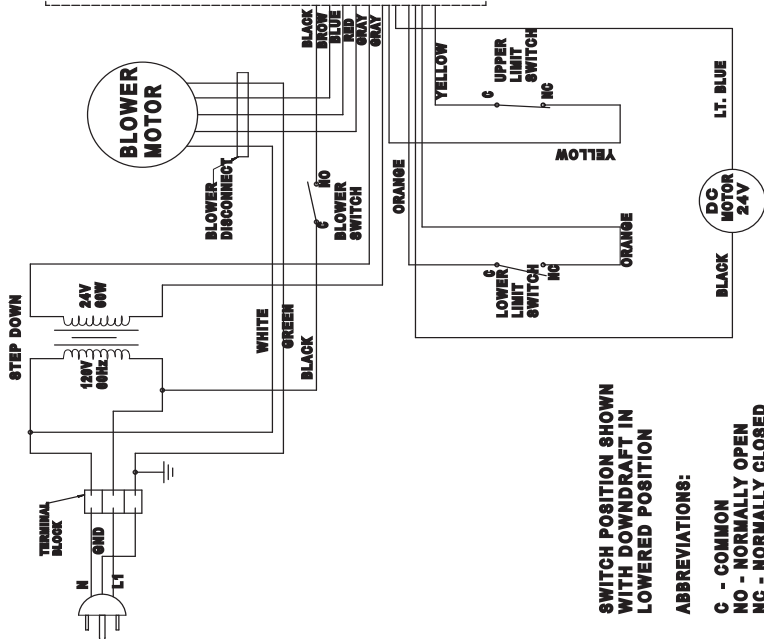 BLACK
BROW
BLUE
RED
GRAY
GRAY
BLOWER
MOTOR
BLOWER
DISCONNECT
NO
C
BLOWER
SWITCH
YELLOW
UPPER
LIMIT
SWITCH
C
NC
YELLOW
LT. BLUE
ORANGE
ORANGE
C
LOWER
LIMIT
SWITCH
NC
DC
MOTOR
24V
BLACK
STEP DOWN
24V
60W
120V
60Hz
WHITE
GREEN
BLACK
TERMINAL
BLOCK
N
GND
L1
SWITCH POSITION SHOWN
WITH DOWNDRAFT IN
LOWERED POSITION
ABBREVIATIONS:
C - COMMON
NO - NORMALLY OPEN
NC - NORMALLY CLOSED